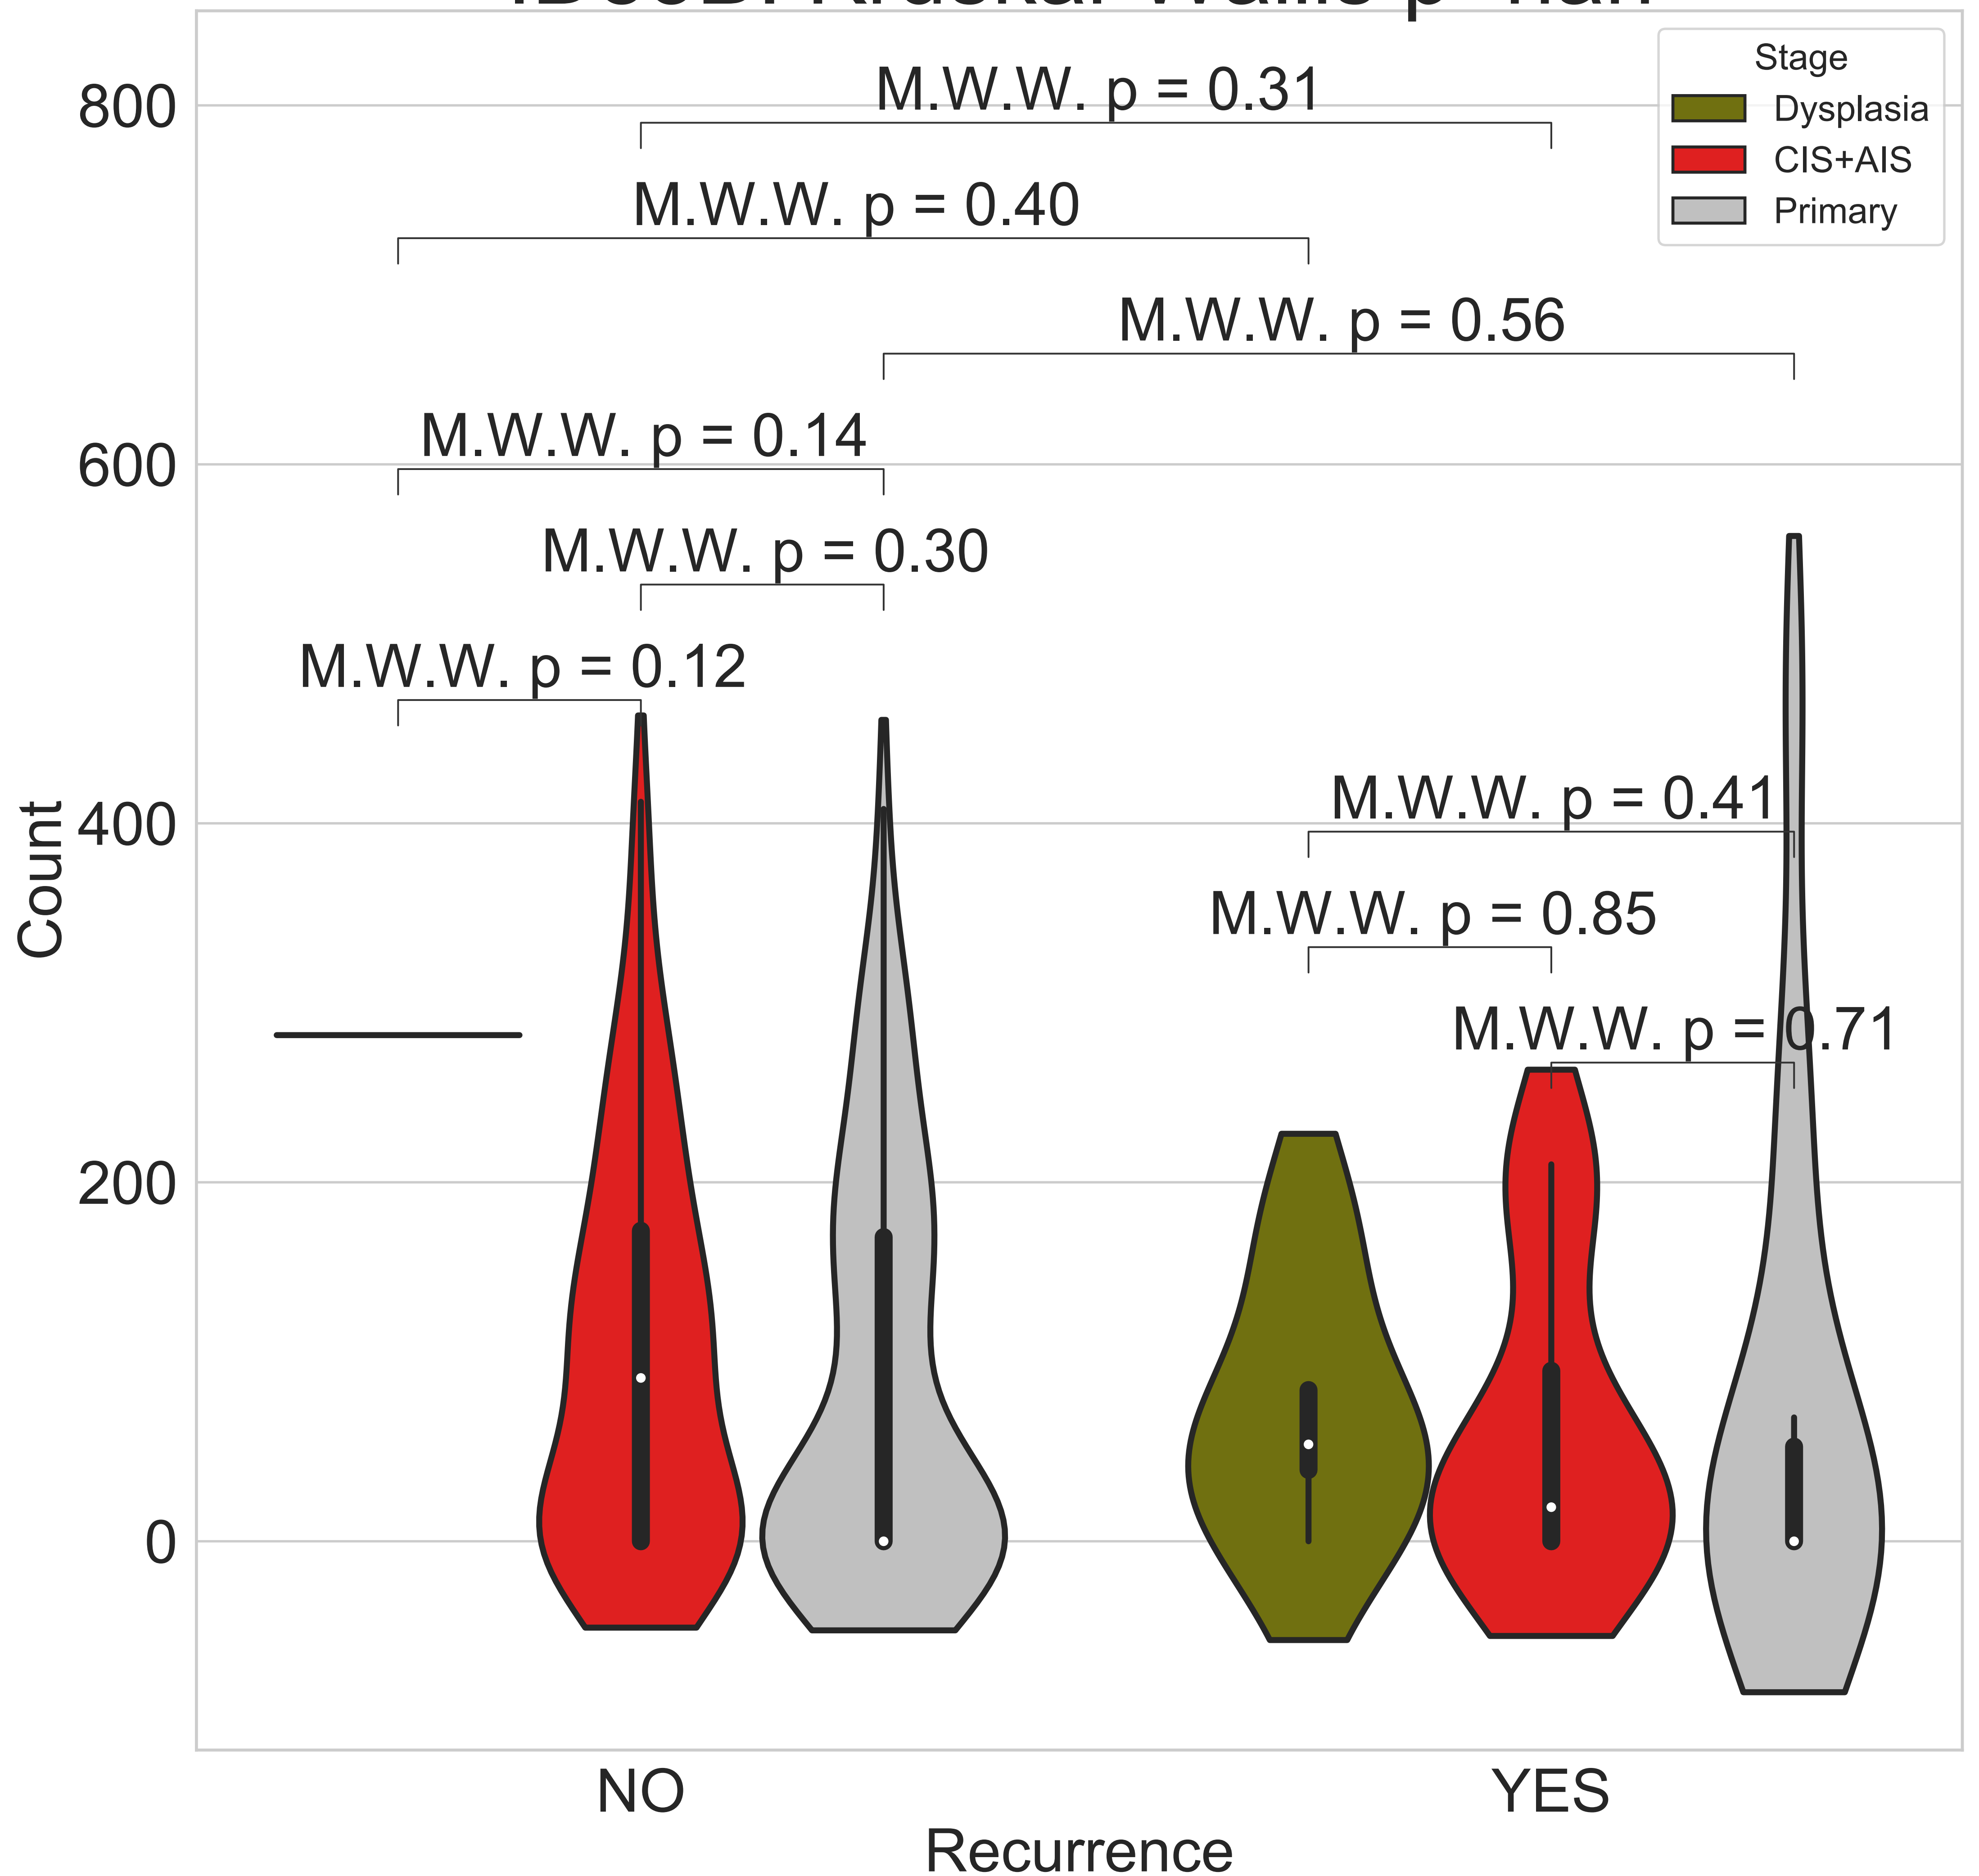 Stage
Dysplasia
CIS+AIS
Primary
M.W.W. p = 0.31
M.W.W. p = 0.40
M.W.W. p = 0.56
M.W.W. p = 0.14
M.W.W. p = 0.30
M.W.W. p = 0.12
M.W.W. p = 0.41
M.W.W. p = 0.85
M.W.W. p = 0.71
800
600
400
200
0
Count
NO
YES
Recurrence